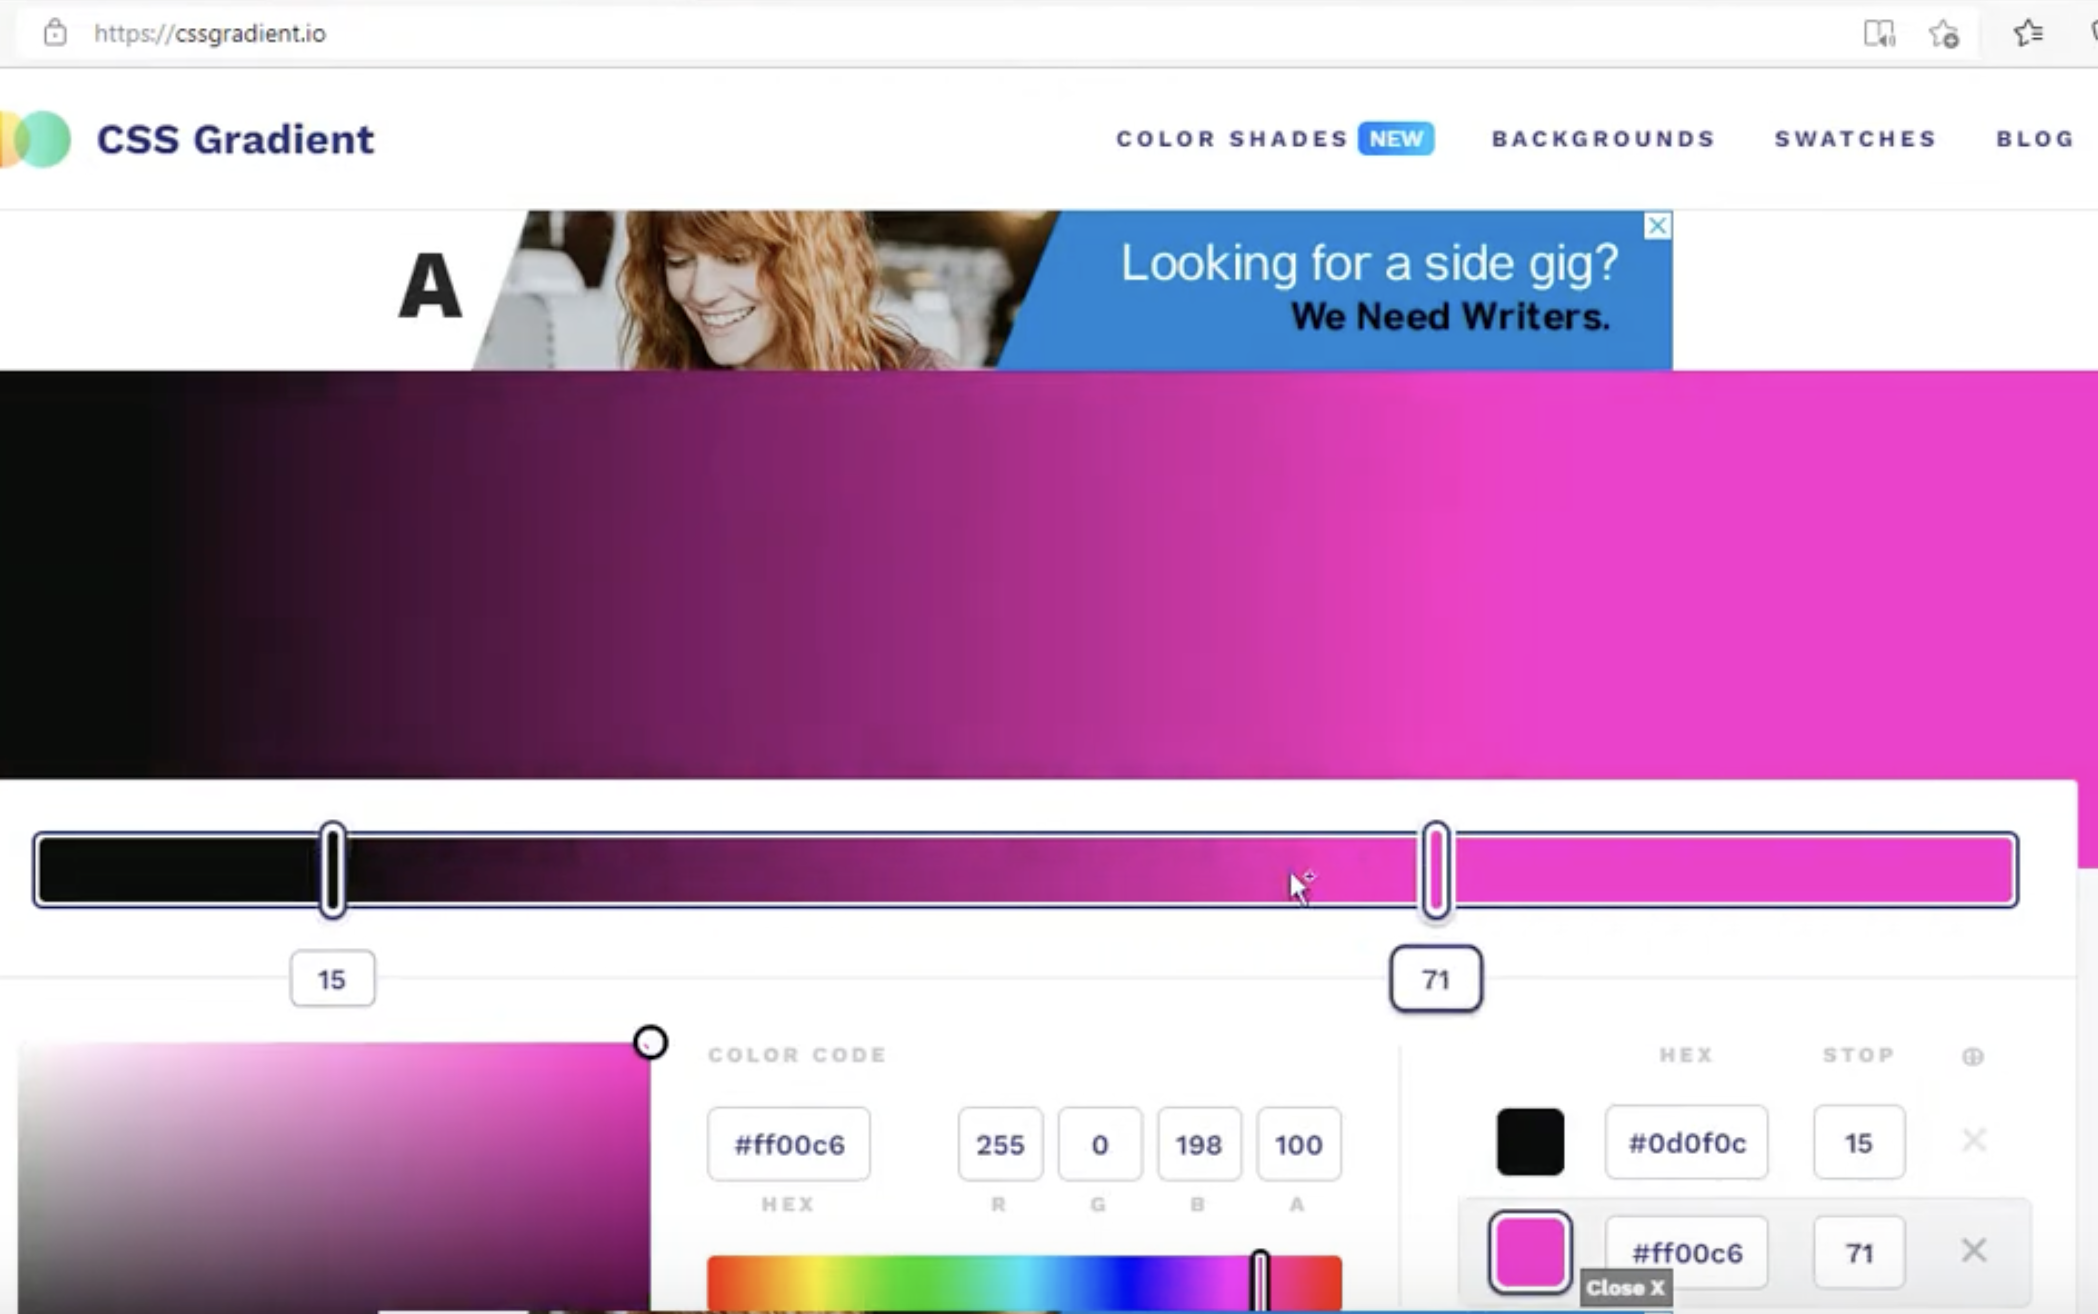 https://cssgradient.io
CSS Gradient
COLOR SHADES NEW BACKGROUNDS SWATCHES BLOG
A
Looking for a side gig?
We Need Writers.
15
71
COLOR CODE
HEX STOP
#ff00c6 255 0 198 100
HEX R G B A
#0d0f0c 15
#ff00c6 71
Close X